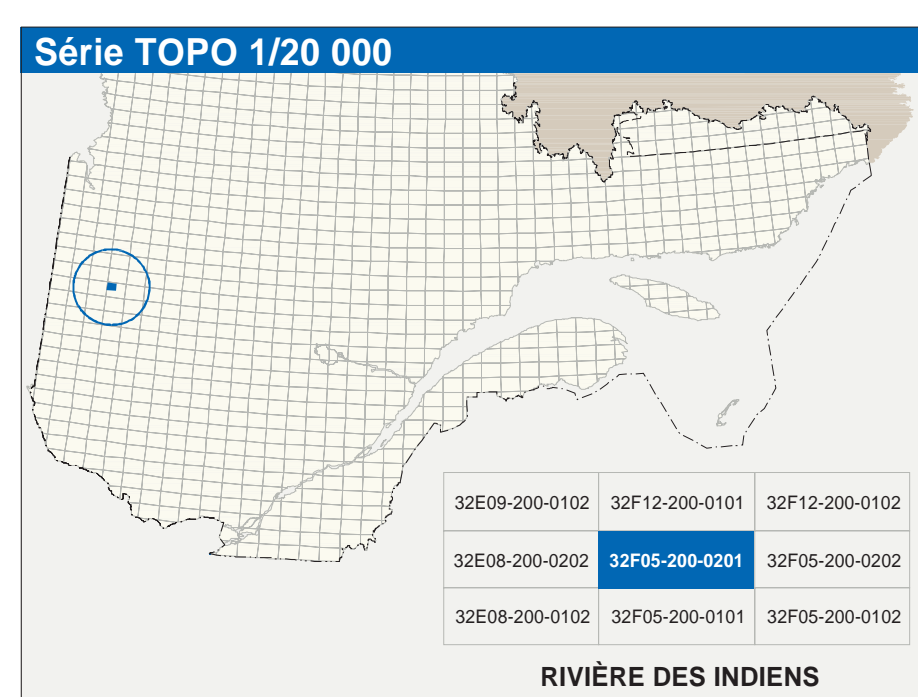 Série TOPO 1/20 000
32E09-200-0102 32F12-200-0101 32F12-200-0102
32E08-200-0202 32F05-200-0201 32F05-200-0202
32E08-200-0102 32F05-200-0101 32F05-200-0102
RIVIÈRE DES INDIENS